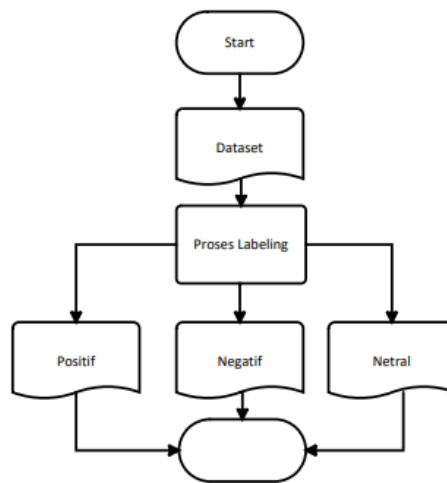 Start
Dataset
Proses Labeling
Positif
Negatif
Netral